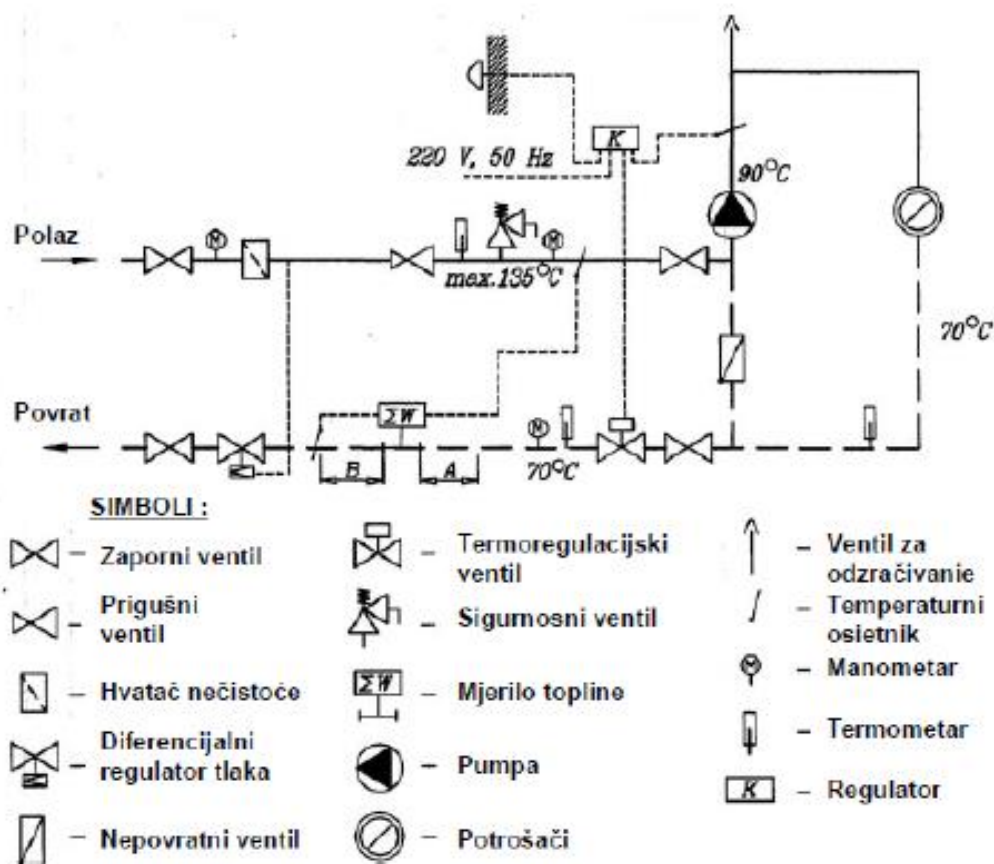 K
220 V, 50 Hz
90°C
Polaz
M
M
max.135°C
70°C
Povrat
ΣW
M
B
A
70°C
SIMBOLI :
– Zaporni ventil
– Prigušni
ventil
– Hvatač nečistoće
– Diferencijalni
regulator tlaka
– Nepovratni ventil
– Termoregulacijski
ventil
– Sigurnosni ventil
ΣW – Mjerilo topline
– Pumpa
– Potrošači
– Ventil za
odzračivanje
– Temperaturni
osjetnik
M – Manometar
– Termometar
K – Regulator